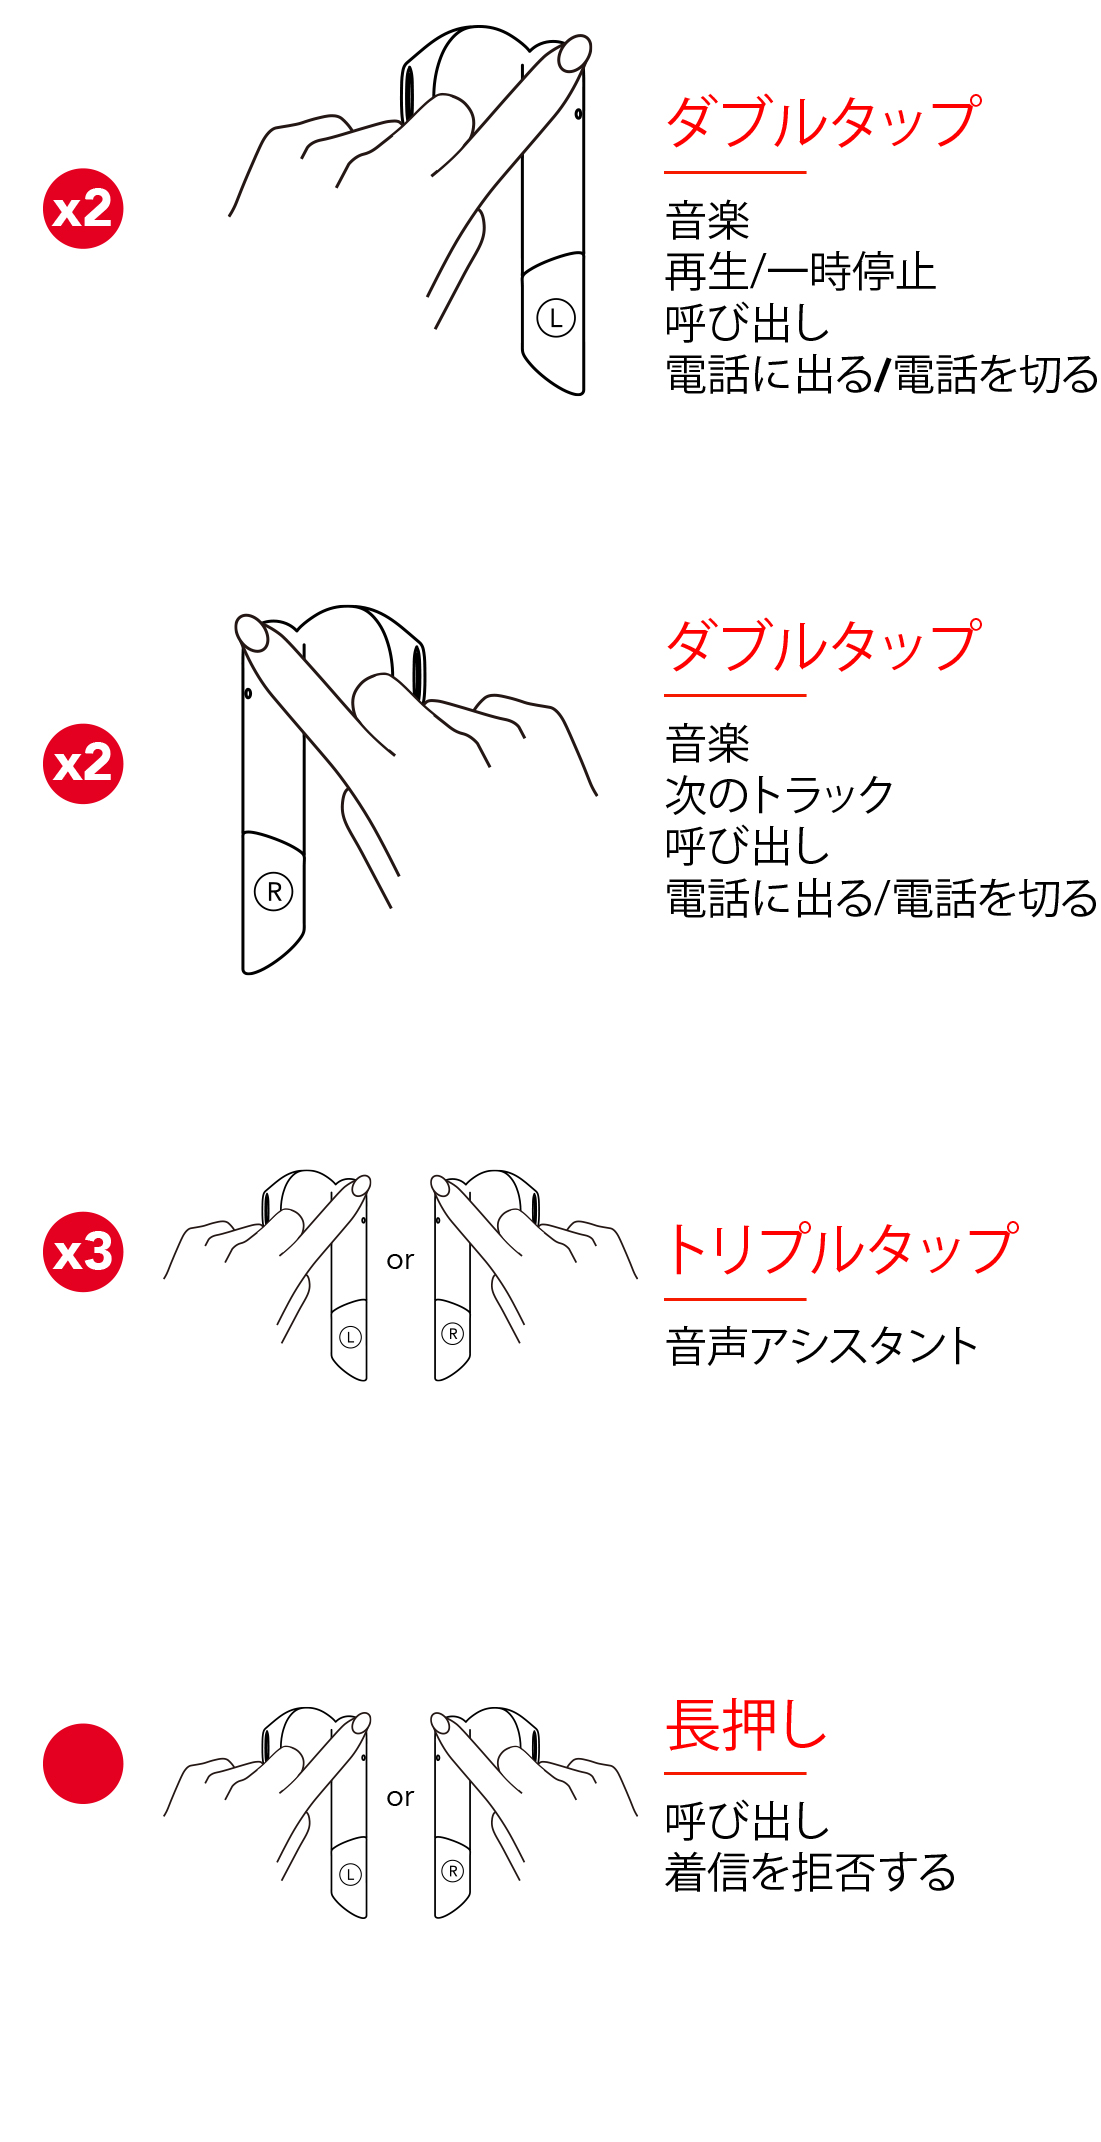 x2
ダブルタップ
音楽
再生/一時停止
呼び出し
電話に出る/電話を切る
L
x2
ダブルタップ
音楽
次のトラック
呼び出し
電話に出る/電話を切る
R
x3
L
or
R
トリプルタップ
音声アシスタント
L
or
R
長押し
呼び出し
着信を拒否する